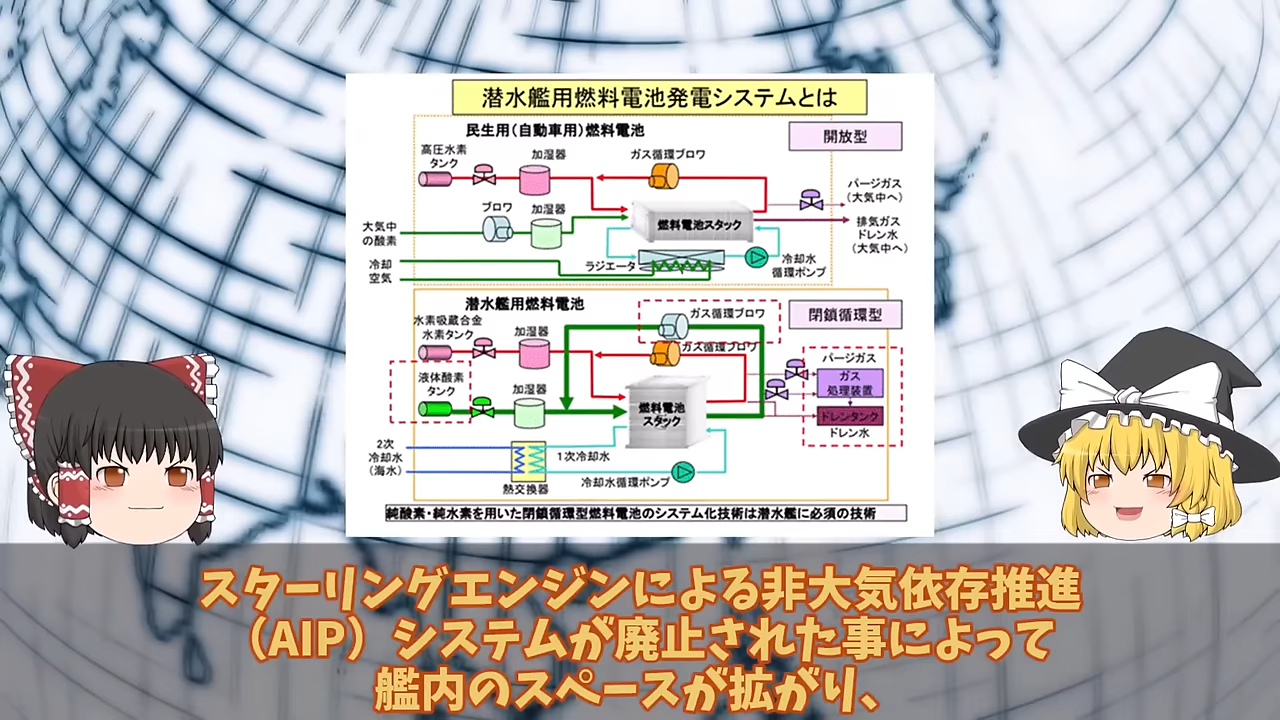 潜水艦用燃料電池発電システムとは
民生用(自動車用)燃料電池
開放型
高圧水素
タンク
加湿器
ガス循環ブロワ
パージガス
(大気中へ)
ブロワ
加湿器
大気中
の酸素
燃料電池スタック
排気ガス
ドレン水
(大気中へ)
冷却
空気
ラジエータ
冷却水
循環ポンプ
潜水艦用燃料電池
閉鎖循環型
水素吸蔵合金
水素タンク
加湿器
ガス循環ブロワ
ガス循環ブロワ
パージガス
ガス
処理装置
液体酸素
タンク
加湿器
燃料電池
スタック
ドレンタンク
ドレン水
2次
冷却水
(海水)
1次冷却水
熱交換器
冷却水循環ポンプ
純酸素・純水素を用いた閉鎖循環型燃料電池のシステム化技術は潜水艦に必須の技術
スターリングエンジンによる非大気依存推進
(AIP)システムが廃止された事によって
艦内のスペースが拡がり、